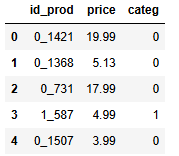 id_prod price categ
0 0_1421 19.99 0
1 0_1368 5.13 0
2 0_731 17.99 0
3 1_587 4.99 1
4 0_1507 3.99 0